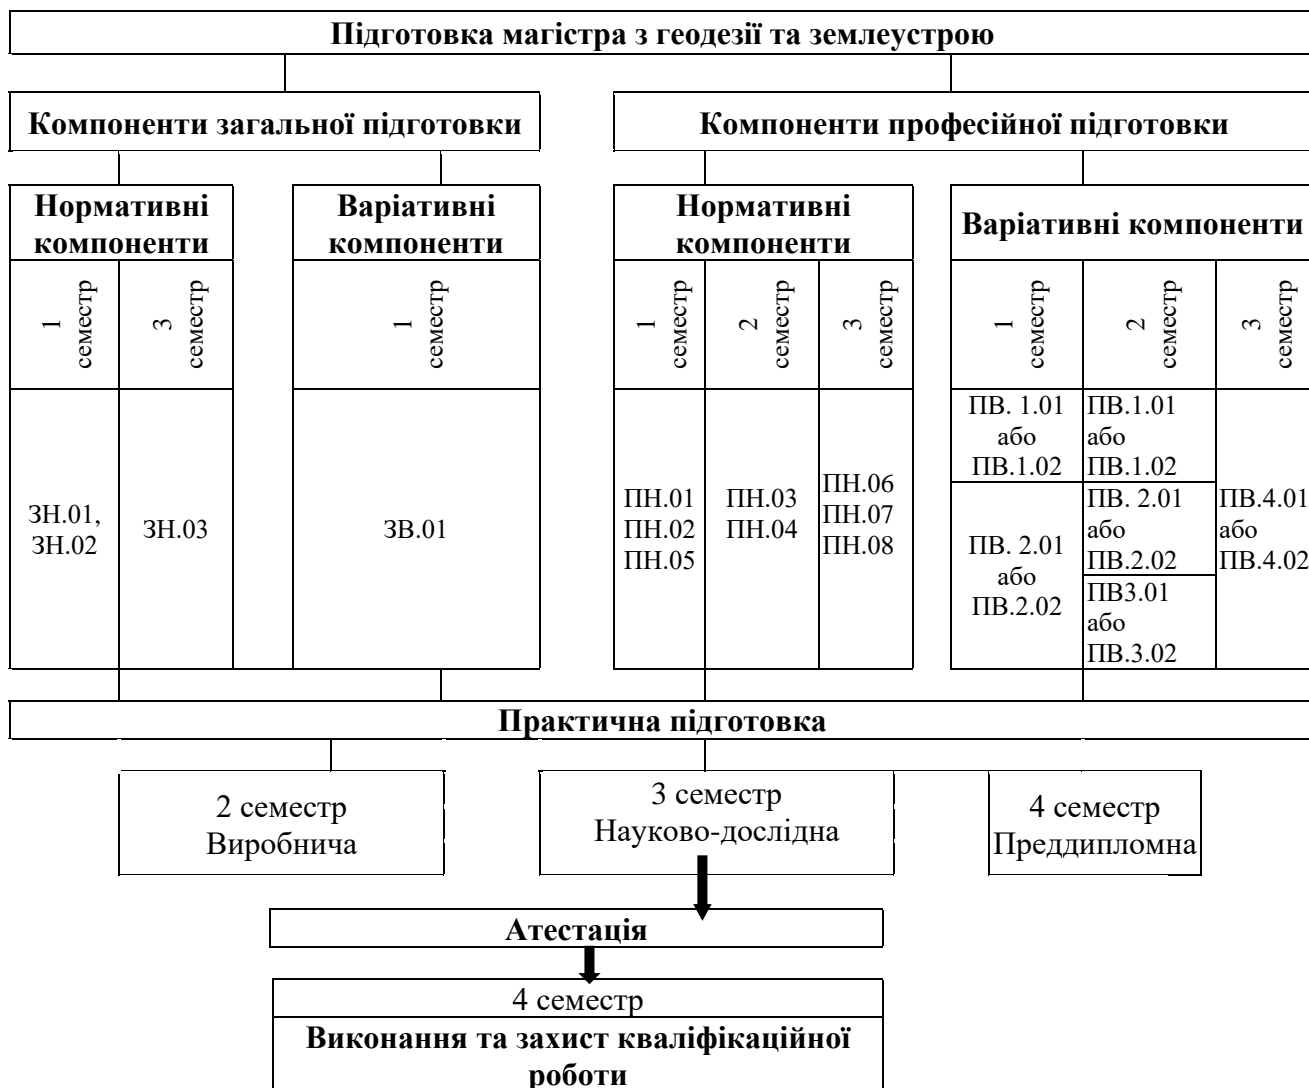 Підготовка магістра з геодезії та землеустрою
Компоненти загальної підготовки
Компоненти професійної підготовки
Нормативні
компоненти
Варіативні
компоненти
Нормативні
компоненти
Варіативні компоненти
1
семестр
3
семестр
1
семестр
1
семестр
2
семестр
3
семестр
1
семестр
2
семестр
3
семестр
ЗН.01,
ЗН.02
ЗН.03
ЗВ.01
ПН.01
ПН.02
ПН.05
ПН.03
ПН.04
ПН.06
ПН.07
ПН.08
ПВ. 1.01
або
ПВ.1.02
ПВ. 2.01
або
ПВ.2.02
ПВ.1.01
або
ПВ.1.02
ПВ. 2.01
або
ПВ.2.02
ПВ3.01
або
ПВ.3.02
ПВ.4.01
або
ПВ.4.02
Практична підготовка
2 семестр
Виробнича
3 семестр
Науково-дослідна
4 семестр
Преддипломна
Атестація
4 семестр
Виконання та захист кваліфікаційної
роботи